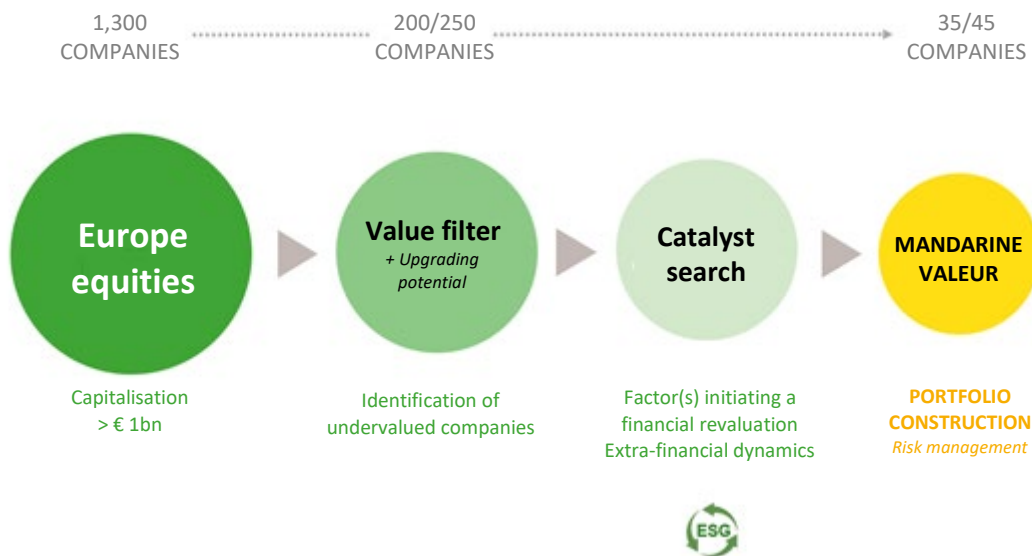 1,300
COMPANIES
200/250
COMPANIES
35/45
COMPANIES
Europe
equities
Value filter
+ Upgrading
potential
Catalyst
search
MANDARINE
VALEUR
Capitalisation
> € 1bn
Identification of
undervalued companies
Factor(s) initiating a
financial revaluation
Extra-financial dynamics
PORTFOLIO
CONSTRUCTION
Risk management
ESG